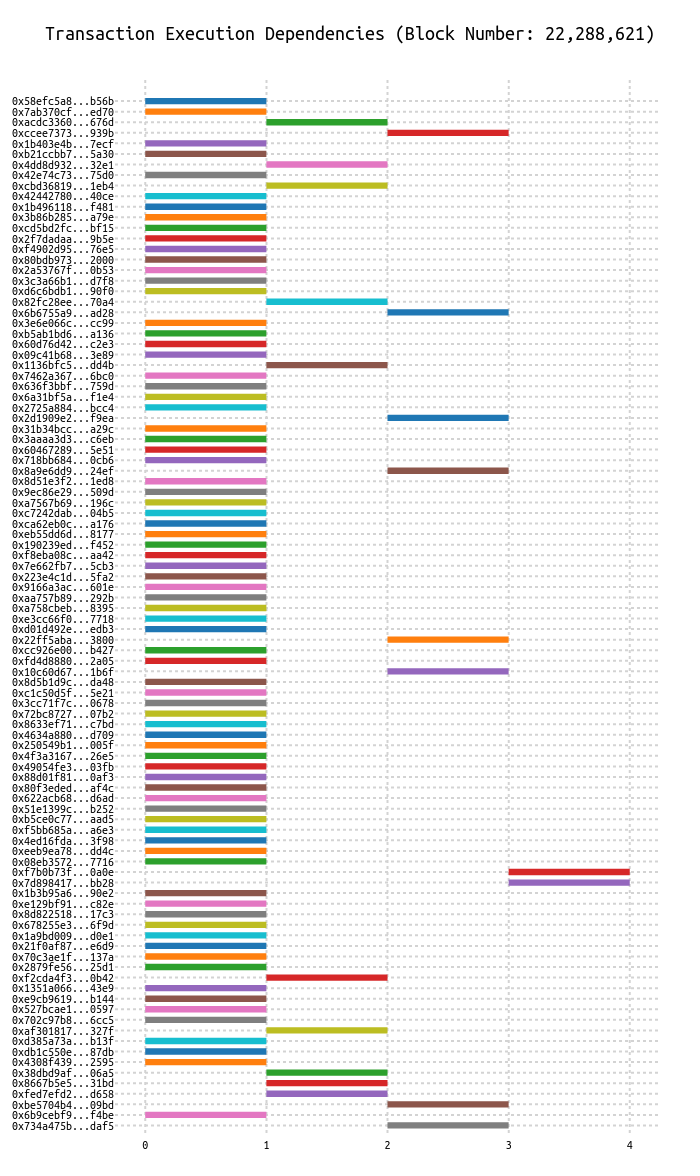 Transaction Execution Dependencies (Block Number: 22,288,621)
0x58efc5a8...b56b
0x7ab370cf...ed70
0xacdc3360...676d
0xccee7373...939b
0x1b403e4b...7ecf
0xb21ccbb7...5a30
0x4dd8d932...32e1
0x42e74c73...75d0
0xcbd36819...1eb4
0x42442780...40ce
0x1b496118...f481
0x3b86b285...a79e
0xcd5bd2fc...bf15
0x2f7dadaa...9b5e
0xf4902d95...76e5
0x80bdb973...2000
0x2a53767f...0b53
0x3c3a66b1...d7f8
0xd6c6bdb1...90f0
0x82fc28ee...70a4
0x6b6755a9...ad28
0x3e6e066c...cc99
0xb5ab1bd6...a136
0x60d76d42...c2e3
0x09c41b68...3e89
0x1136bfc5...dd4b
0x7462a367...6bc0
0x636f3bbf...759d
0x6a31bf5a...f1e4
0x2725a884...bcc4
0x2d1909e2...f9ea
0x31b34bcc...a29c
0x3aaaa3d3...c6eb
0x60467289...5e51
0x718bb684...0cb6
0x8a9e6dd9...24ef
0x8d51e3f2...1ed8
0x9ec86e29...509d
0xa7567b69...196c
0xc7242dab...04b5
0xca62eb0c...a176
0xeb55dd6d...8177
0x190239ed...f452
0xf8eba08c...aa42
0x7e662fb7...5cb3
0x223e4c1d...5fa2
0x9166a3ac...601e
0xaa757b89...292b
0xa758cbeb...8395
0xe3cc66f0...7718
0xd01d492e...edb3
0x22ff5aba...3800
0xcc926e00...b427
0xfd4d8880...2a05
0x10c60d67...1b6f
0x8d5b1d9c...da48
0xc1c50d5f...5e21
0x3cc71f7c...0678
0x72bc8727...07b2
0x8633ef71...c7bd
0x4634a880...d709
0x250549b1...005f
0x4f3a3167...26e5
0x49054fe3...03fb
0x88d01f81...0af3
0x80f3eded...af4c
0x622acb68...d6ad
0x51e1399c...b252
0xb5ce0c77...aad5
0xf5bb685a...a6e3
0x4ed16fda...3f98
0xeeb9ea78...dd4c
0x08eb3572...7716
0xf7b0b73f...0a0e
0x7d898417...bb28
0x1b3b95a6...90e2
0xe129bf91...c82e
0x8d822518...17c3
0x678255e3...6f9d
0x1a9bd009...d0e1
0x21f0af87...e6d9
0x70c3ae1f...137a
0x2879fe56...25d1
0xf2cda4f3...0b42
0x1351a066...43e9
0xe9cb9619...b144
0x527bcae1...0597
0x702c97b8...6cc5
0xaf301817...327f
0xd385a73a...b13f
0xdb1c550e...87db
0x4308f439...2595
0x38dbd9af...06a5
0x8667b5e5...31bd
0xfed7efd2...d658
0xbe5704b4...09bd
0x6b9cebf9...f4be
0x734a475b...daf5
0 1 2 3 4